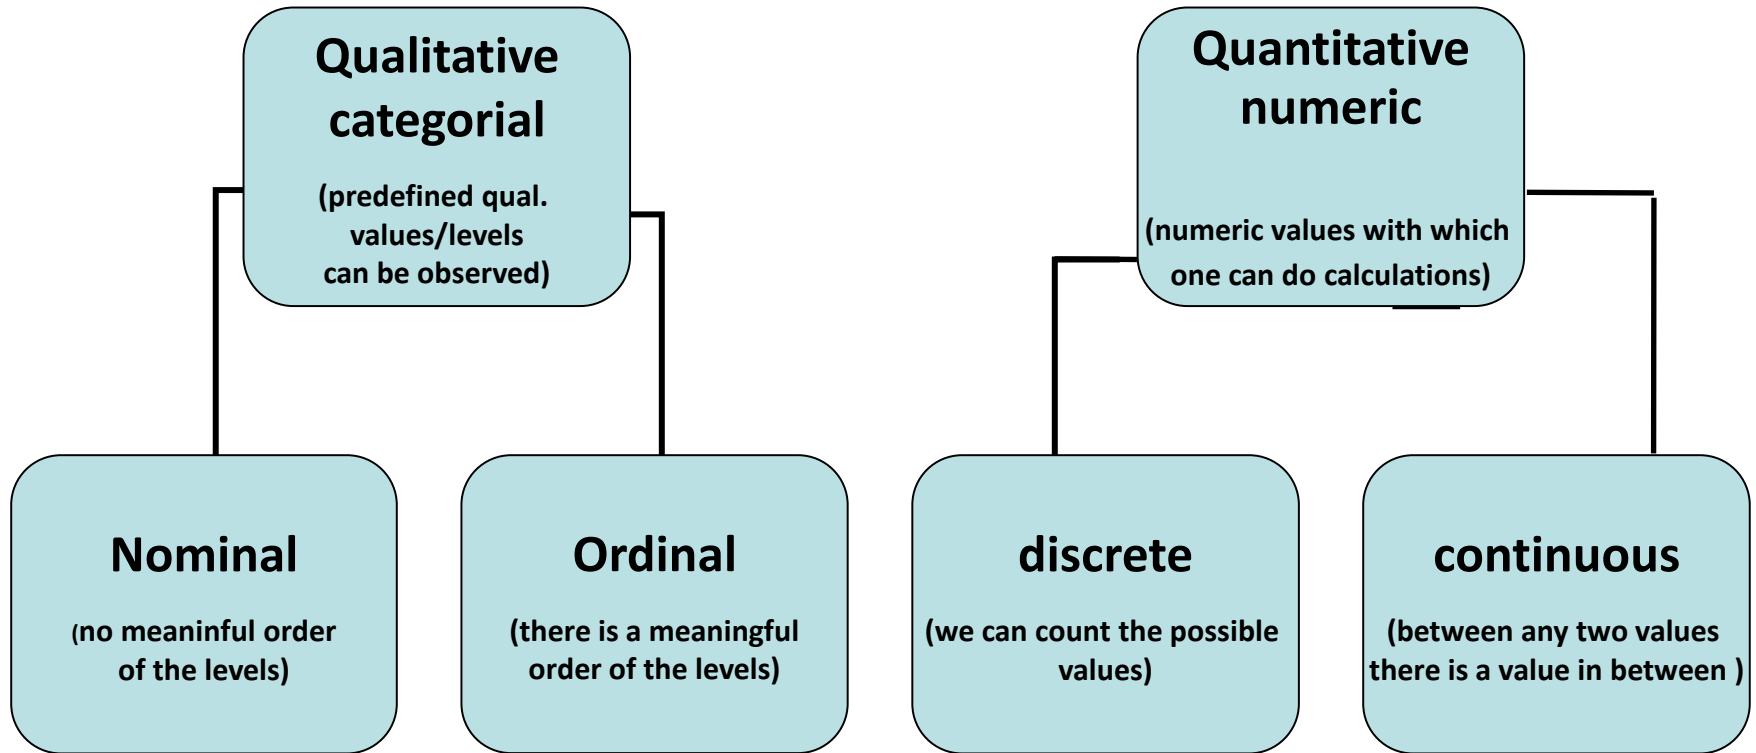 Qualitative
categorial
(predefined qual.
values/levels
can be observed)
Quantitative
numeric
(numeric values with which
one can do calculations)
Nominal
(no meaninful order
of the levels)
Ordinal
(there is a meaningful
order of the levels)
discrete
(we can count the possible
values)
continuous
(between any two values
there is a value in between )